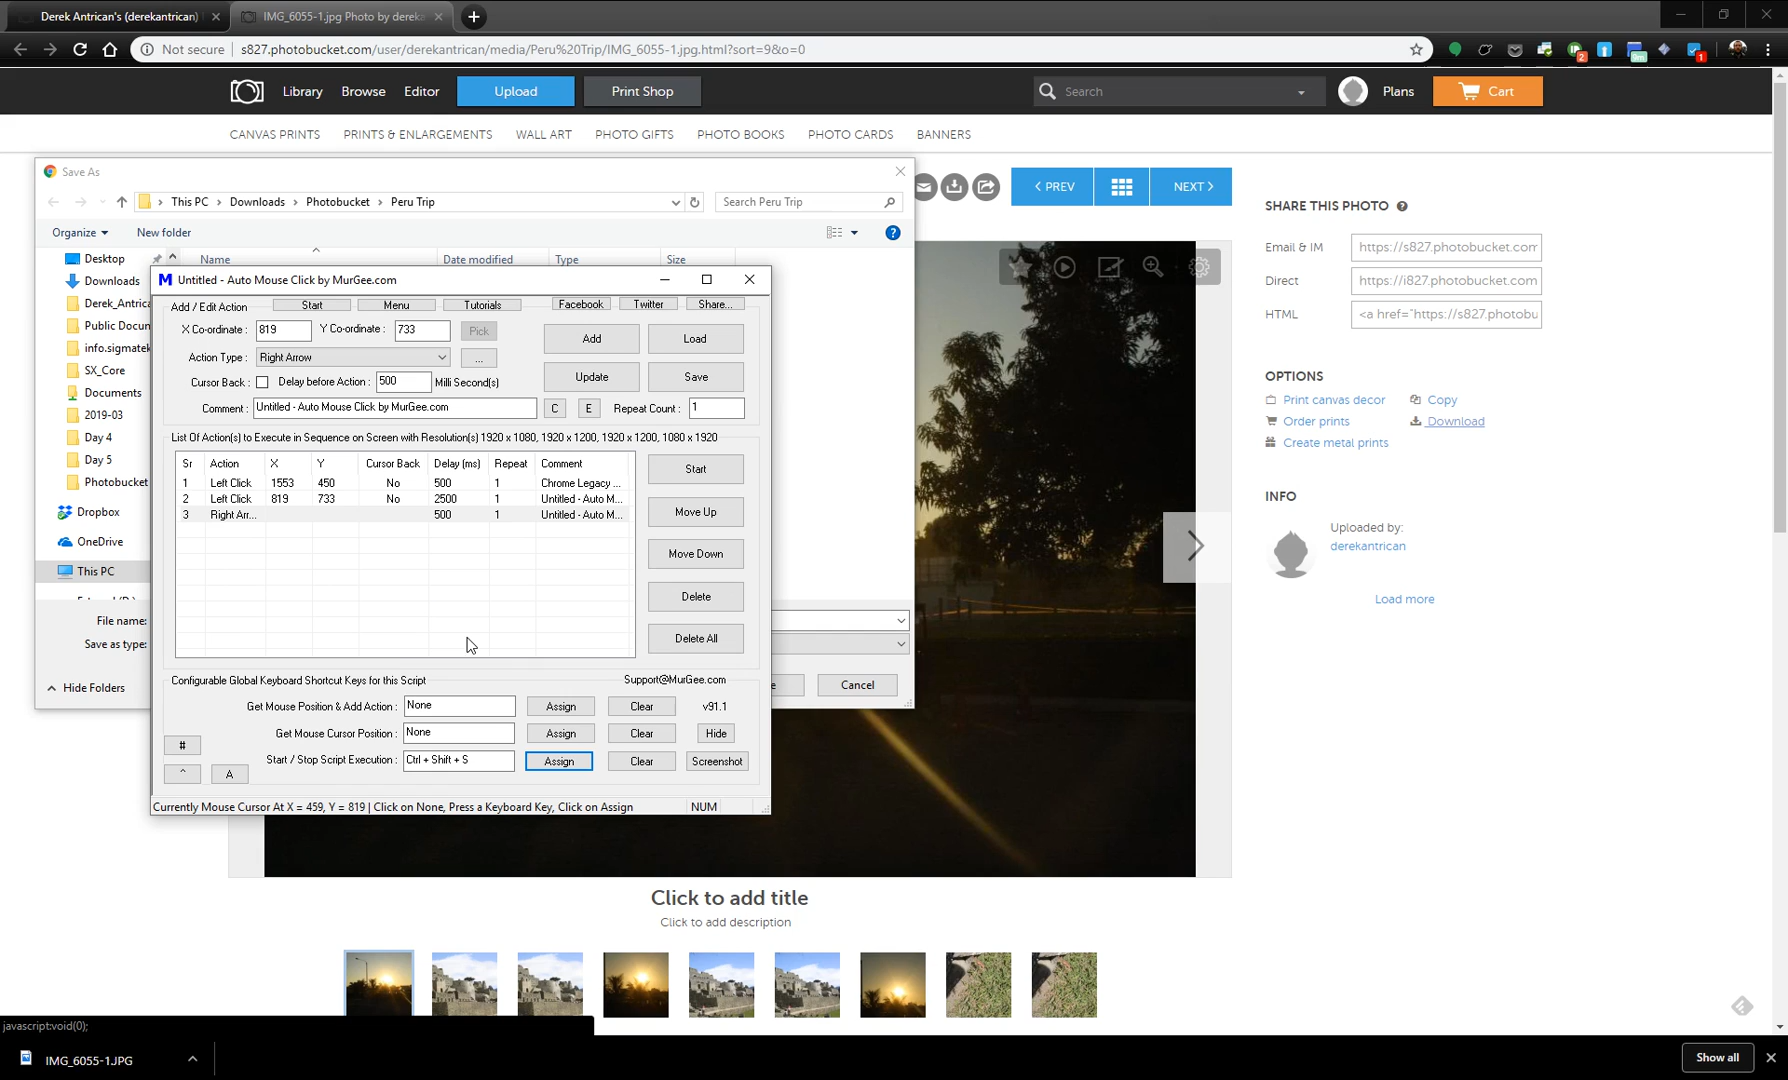 Derek Antrican's (derekantrican)
IMG_6055-1.jpg Photo by dereka
Not secure | s827.photobucket.com/user/derekantrican/media/Peru%20Trip/IMG_6055-1.jpg.html?sort=9&o=0
Library Browse Editor Upload Print Shop Search Plans Cart
CANVAS PRINTS PRINTS & ENLARGEMENTS WALL ART PHOTO GIFTS PHOTO BOOKS PHOTO CARDS BANNERS
Save As
This PC > Downloads > Photobucket > Peru Trip
Search Peru Trip
Organize New folder
Name Date modified Type Size
Desktop
Downloads
Derek_Antrica
Public Docun
info.sigmatek
SX_Core
Documents
2019-03
Day 4
Day 5
Photobucket
Dropbox
OneDrive
This PC
File name:
Save as type:
Hide Folders
Cancel
Untitled - Auto Mouse Click by MurGee.com
Add / Edit Action Start Menu Tutorials Facebook Twitter Share...
X Co-ordinate : 819 Y Co-ordinate : 733 Pick
Add Load
Action Type : Right Arrow ...
Update Save
Cursor Back : Delay before Action : 500 Milli Second(s)
Comment : Untitled - Auto Mouse Click by MurGee.com C E Repeat Count : 1
List Of Action(s) to Execute in Sequence on Screen with Resolution(s) 1920 x 1080, 1920 x 1200, 1920 x 1200, 1080 x 1920
Sr Action X Y Cursor Back Delay (ms) Repeat Comment
1 Left Click 1553 450 No 500 1 Chrome Legacy ...
2 Left Click 819 733 No 2500 1 Untitled - Auto M...
3 Right Arr... 500 1 Untitled - Auto M...
Start
Move Up
Move Down
Delete
Delete All
Configurable Global Keyboard Shortcut Keys for this Script Support@MurGee.com
Get Mouse Position & Add Action : None Assign Clear v91.1
Get Mouse Cursor Position : None Assign Clear Hide
Start / Stop Script Execution : Ctrl + Shift + S Assign Clear Screenshot
# ^ A
Currently Mouse Cursor At X = 459, Y = 819 | Click on None, Press a Keyboard Key, Click on Assign NUM
< PREV NEXT >
SHARE THIS PHOTO
Email & IM https://s827.photobucket.com
Direct https://i827.photobucket.com
HTML <a href="https://s827.photobu
OPTIONS
Print canvas decor Copy
Order prints Download
Create metal prints
INFO
Uploaded by:
derekantrican
Load more
Click to add title
Click to add description
javascript:void(0);
IMG_6055-1.JPG
Show all